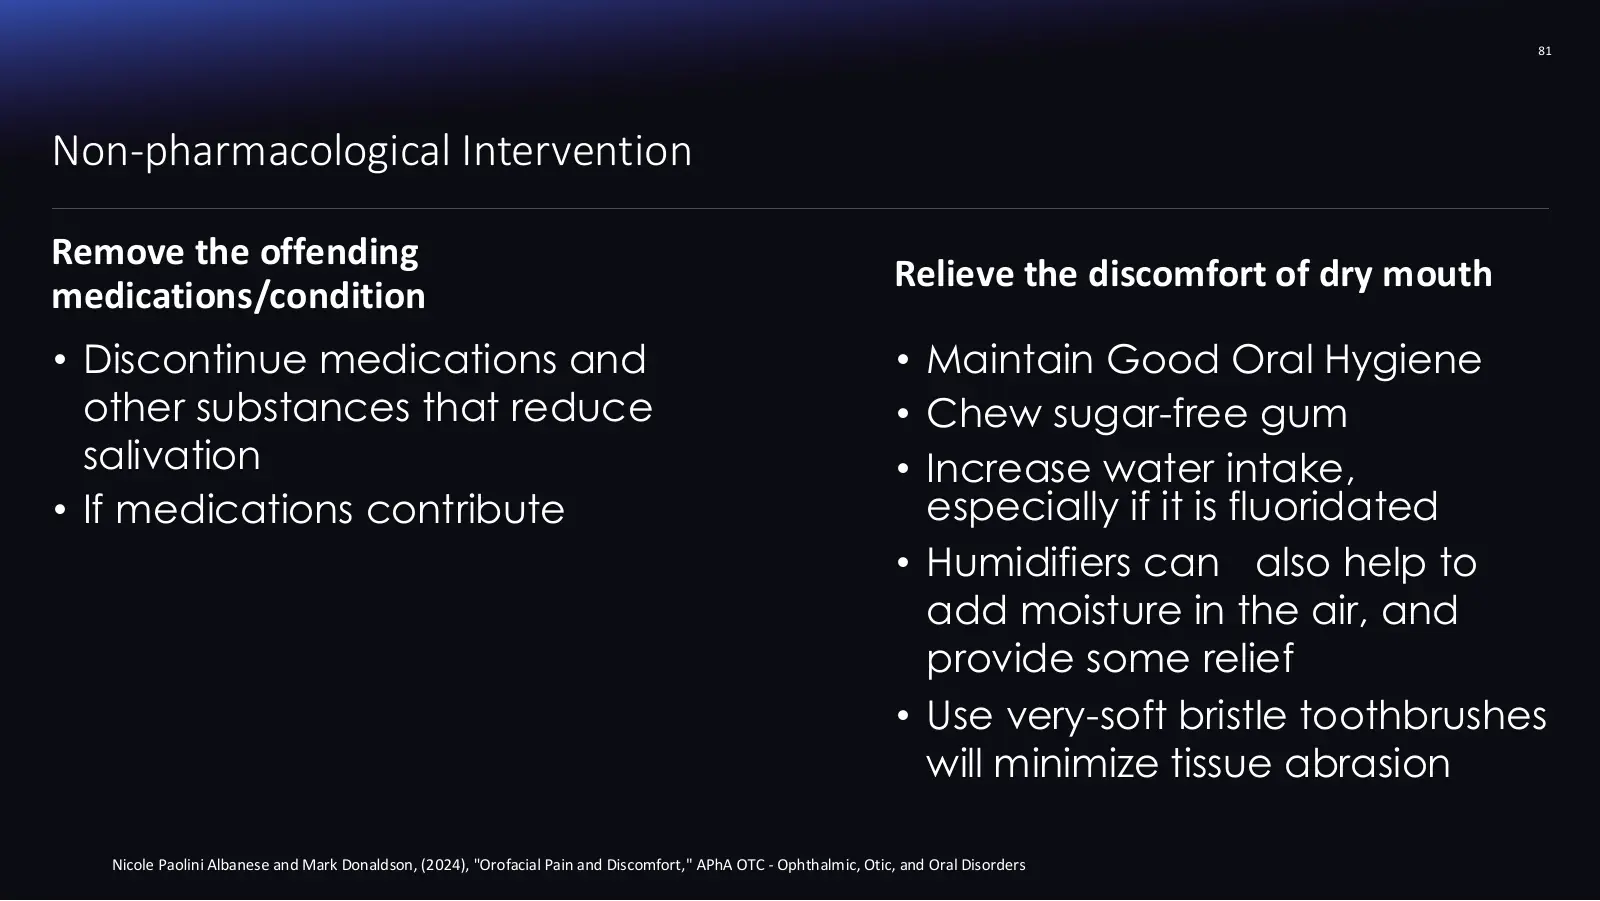 81
Non-pharmacological Intervention
Remove the offending
medications/condition
• Discontinue medications and
other substances that reduce
salivation
• If medications contribute
Relieve the discomfort of dry mouth
• Maintain Good Oral Hygiene
• Chew sugar-free gum
• Increase water intake,
especially if it is fluoridated
• Humidifiers can   also help to
add moisture in the air, and
provide some relief
• Use very-soft bristle toothbrushes
will minimize tissue abrasion
Nicole Paolini Albanese and Mark Donaldson, (2024), "Orofacial Pain and Discomfort," APhA OTC - Ophthalmic, Otic, and Oral Disorders